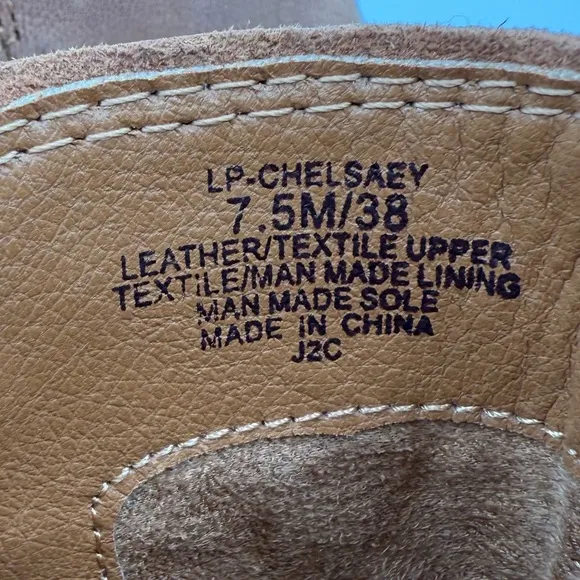 LP-CHELSAEY
7.5M/38
LEATHER/TEXTILE UPPER
TEXTILE/MAN MADE LINING
MAN MADE SOLE
MADE IN CHINA
J2C